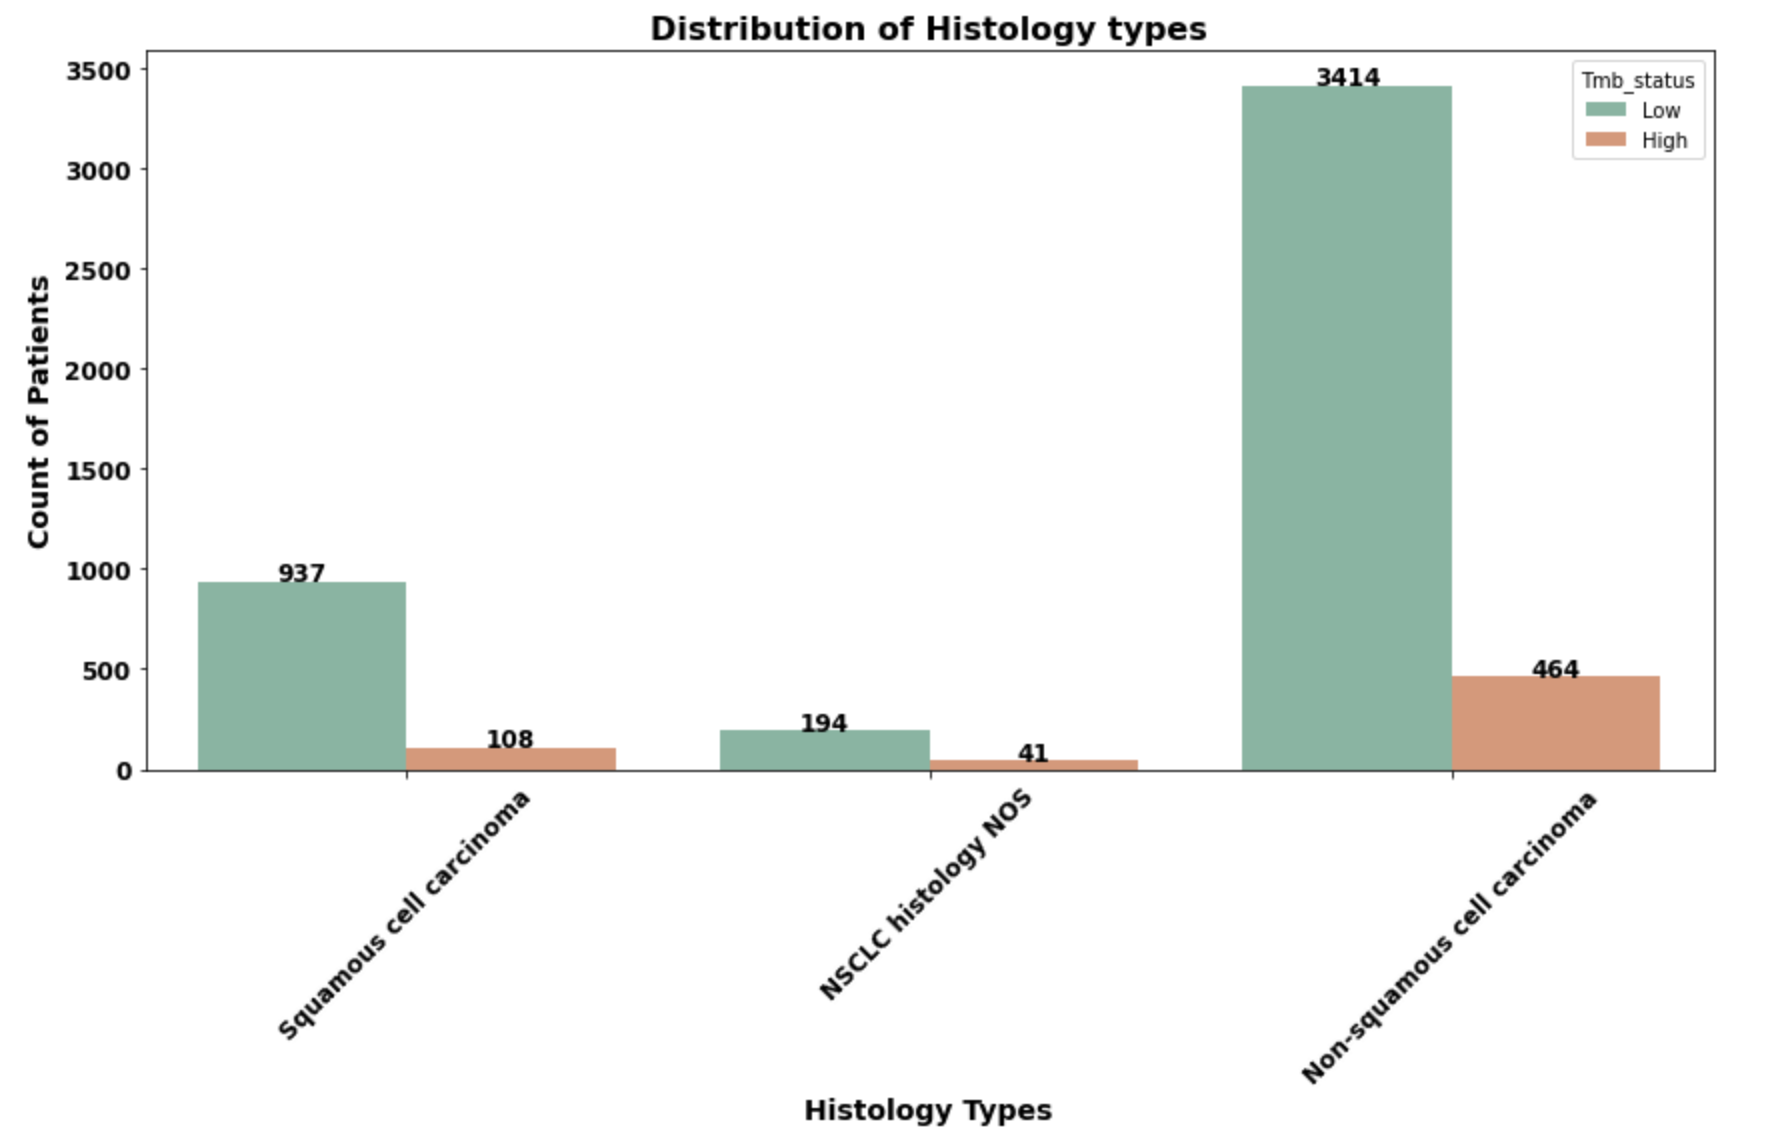 Distribution of Histology types
Tmb_status
Low
High
Count of Patients
3500
3000
2500
2000
1500
1000
500
0
937
108
194
41
3414
464
Squamous cell carcinoma
NSCLC histology NOS
Non-squamous cell carcinoma
Histology Types